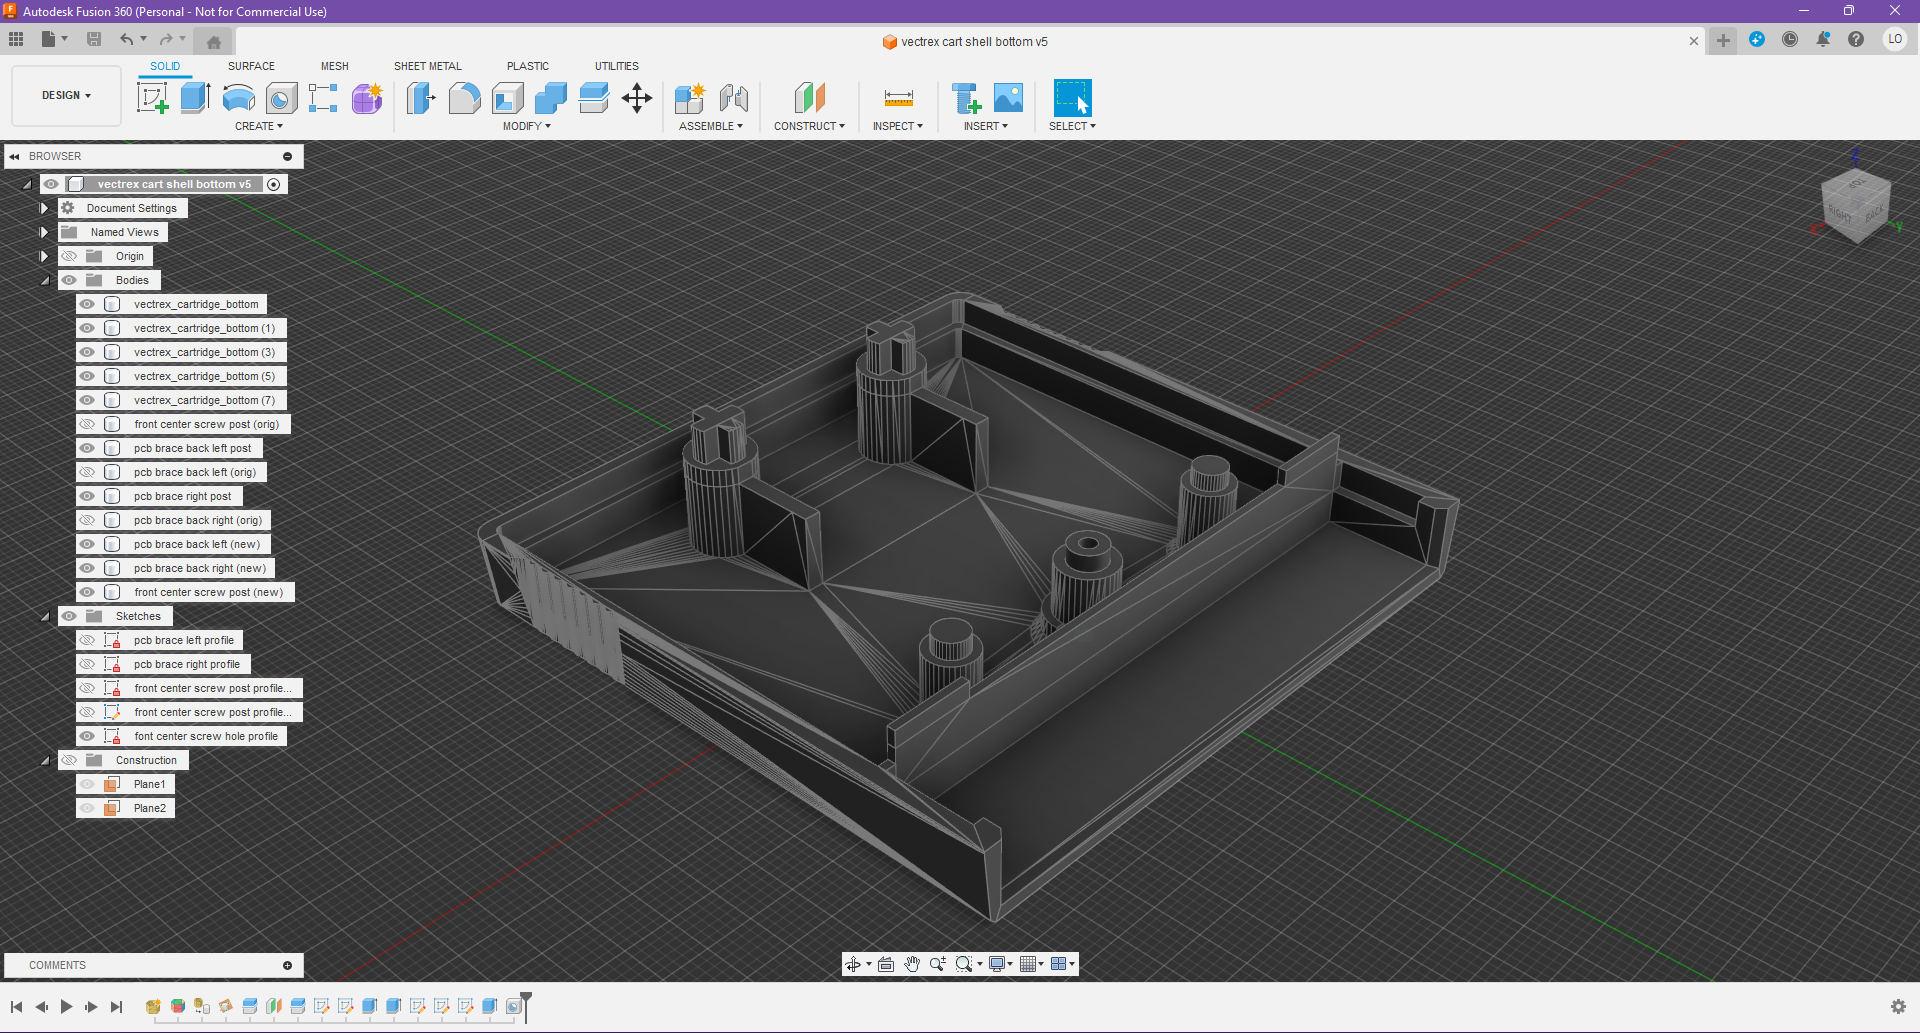 Autodesk Fusion 360 (Personal - Not for Commercial Use)
vectrex cart shell bottom v5
LO
DESIGN
SOLID
SURFACE
MESH
SHEET METAL
PLASTIC
UTILITIES
CREATE
MODIFY
ASSEMBLE
CONSTRUCT
INSPECT
INSERT
SELECT
BROWSER
vectrex cart shell bottom v5
Document Settings
Named Views
Origin
Bodies
vectrex_cartridge_bottom
vectrex_cartridge_bottom (1)
vectrex_cartridge_bottom (3)
vectrex_cartridge_bottom (5)
vectrex_cartridge_bottom (7)
front center screw post (orig)
pcb brace back left post
pcb brace back left (orig)
pcb brace right post
pcb brace back right (orig)
pcb brace back left (new)
pcb brace back right (new)
front center screw post (new)
Sketches
pcb brace left profile
pcb brace right profile
front center screw post profile...
front center screw post profile...
font center screw hole profile
Construction
Plane1
Plane2
Z
TOP
RIGHT
BACK
X
Y
COMMENTS